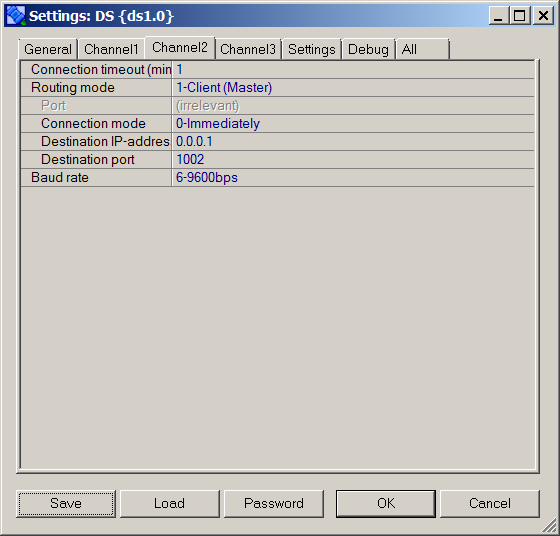 Settings: DS {ds1.0}
General Channel1 Channel2 Channel3 Settings Debug All
Connection timeout (min 1
Routing mode 1-Client (Master)
Port (irrelevant)
Connection mode 0-Immediately
Destination IP-addres 0.0.0.1
Destination port 1002
Baud rate 6-9600bps
Save Load Password OK Cancel